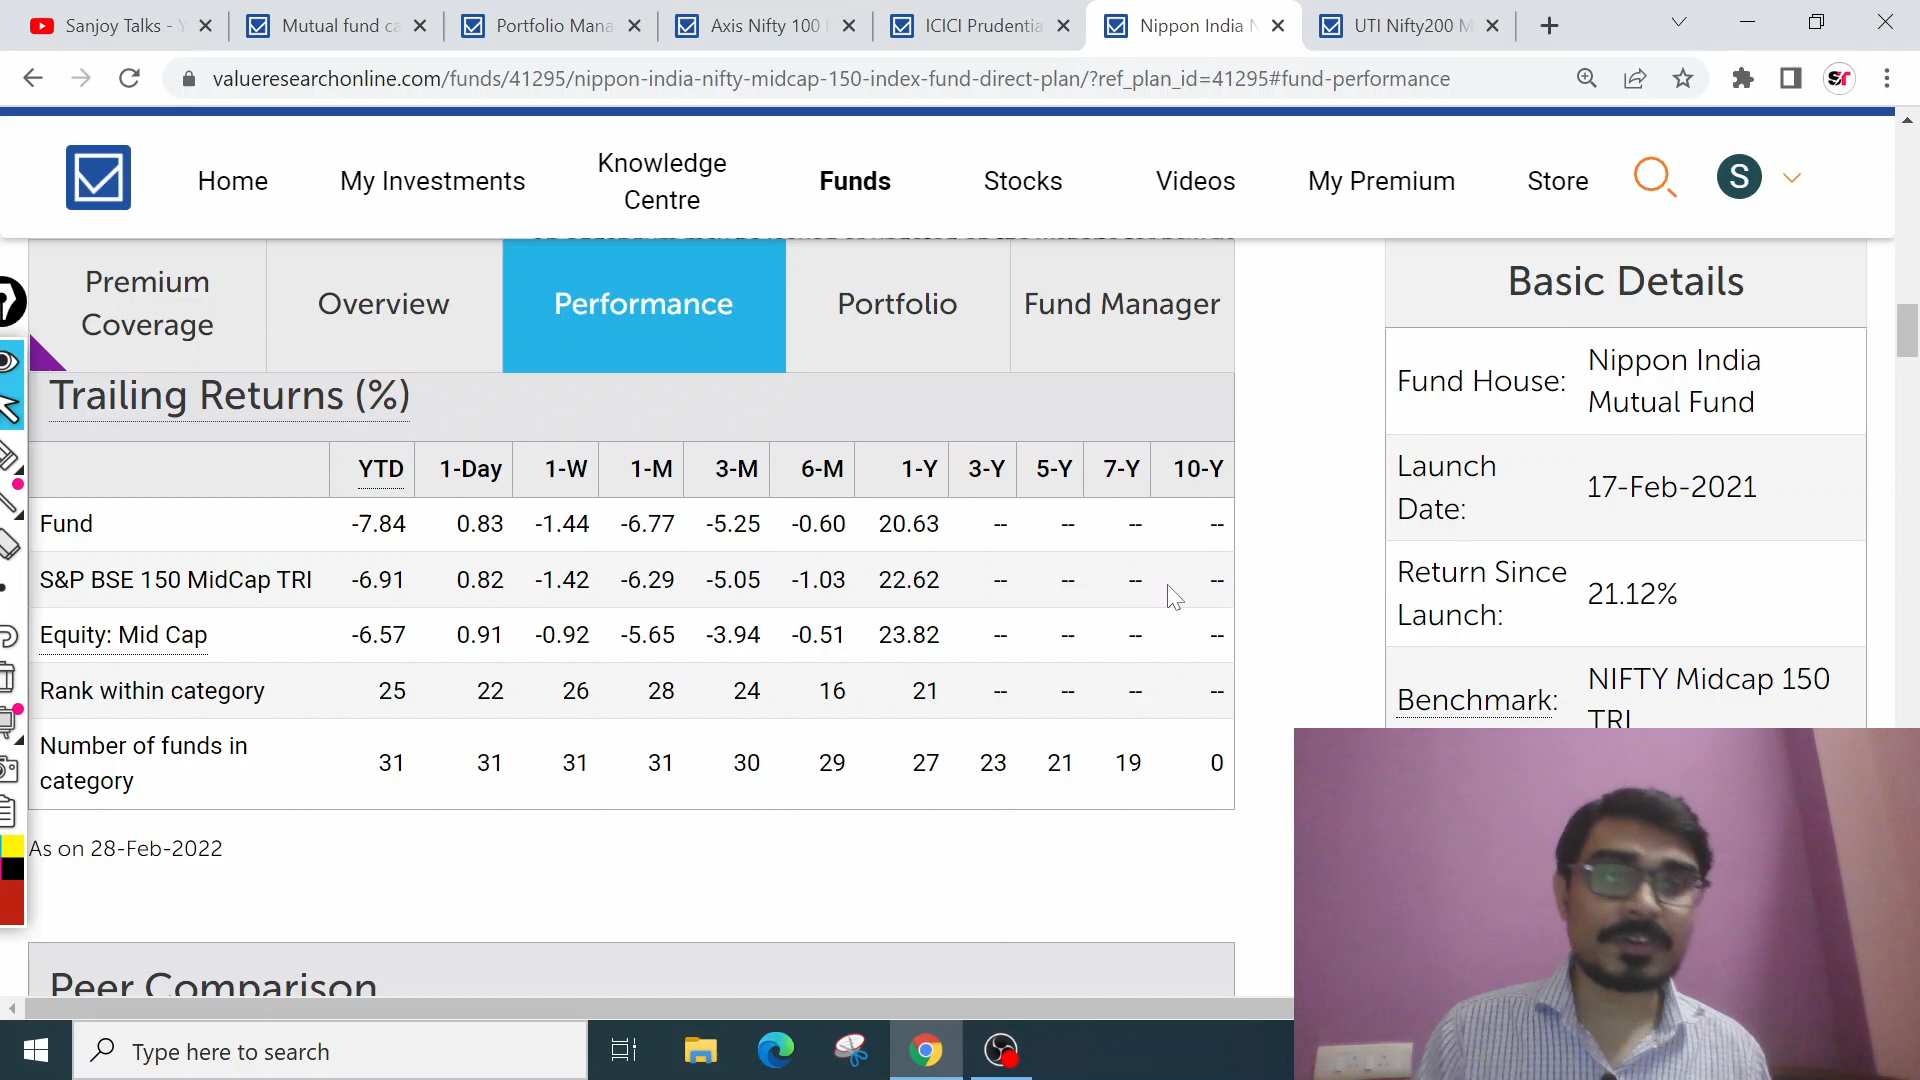 Sanjoy Talks - Y
Mutual fund ca
Portfolio Mana
Axis Nifty 100
ICICI Prudentia
Nippon India N
UTI Nifty200 M
valueresearchonline.com/funds/41295/nippon-india-nifty-midcap-150-index-fund-direct-plan/?ref_plan_id=41295#fund-performance
sr
Home
My Investments
Knowledge
Centre
Funds
Stocks
Videos
My Premium
Store
S
Premium
Coverage
Overview
Performance
Portfolio
Fund Manager
Trailing Returns (%)
YTD 1-Day 1-W 1-M 3-M 6-M 1-Y 3-Y 5-Y 7-Y 10-Y
Fund -7.84 0.83 -1.44 -6.77 -5.25 -0.60 20.63 -- -- -- --
S&P BSE 150 MidCap TRI -6.91 0.82 -1.42 -6.29 -5.05 -1.03 22.62 -- -- -- --
Equity: Mid Cap -6.57 0.91 -0.92 -5.65 -3.94 -0.51 23.82 -- -- -- --
Rank within category 25 22 26 28 24 16 21 -- -- -- --
Number of funds in
category 31 31 31 31 30 29 27 23 21 19 0
As on 28-Feb-2022
Peer Comparison
Basic Details
Fund House: Nippon India
Mutual Fund
Launch
Date: 17-Feb-2021
Return Since
Launch: 21.12%
Benchmark: NIFTY Midcap 150
TRI
Type here to search